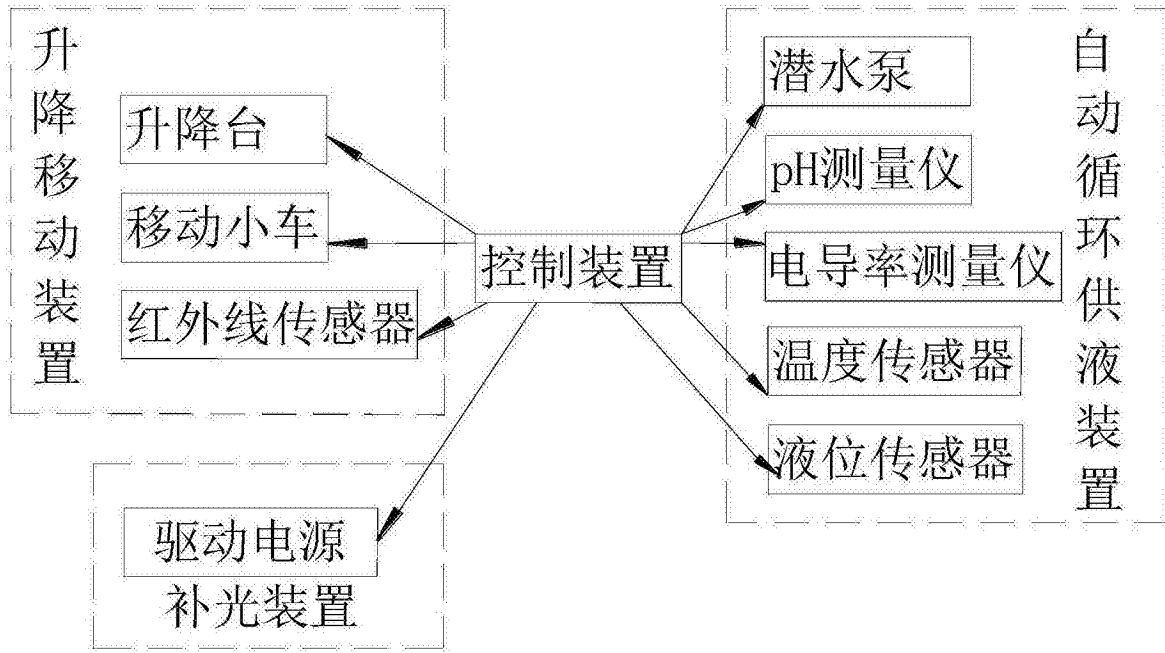 升降移动装置
升降台
移动小车
红外线传感器
控制装置
驱动电源
补光装置
潜水泵
pH测量仪
电导率测量仪
温度传感器
液位传感器
自动循环供液装置